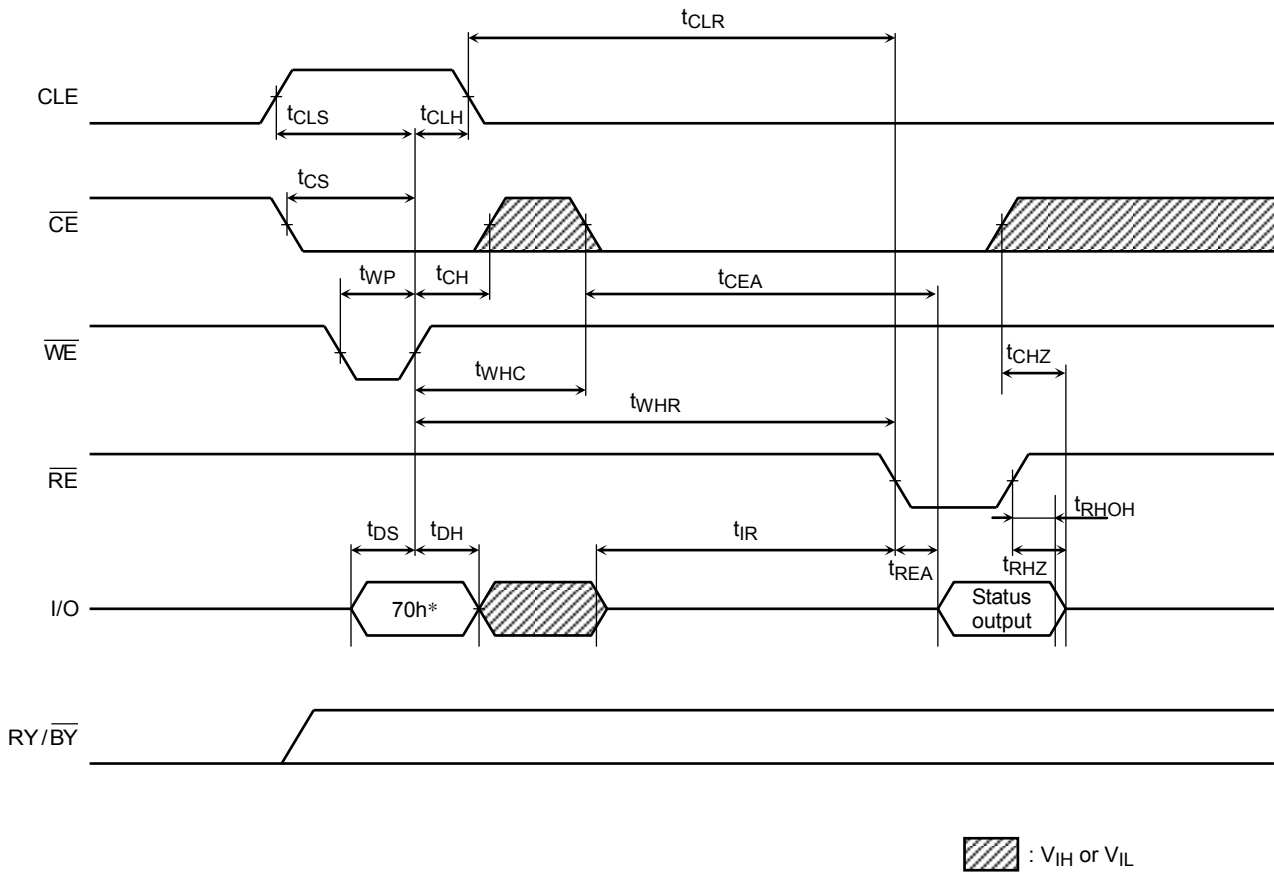 tCLR
CLE
tCLS
tCLH
tCS
CE
tWP
tCH
tCEA
WE
tCHZ
tWHC
tWHR
RE
tRHOH
tDS
tDH
tIR
tREA
tRHZ
I/O
70h*
Status
output
RY/BY
: VIH or VIL